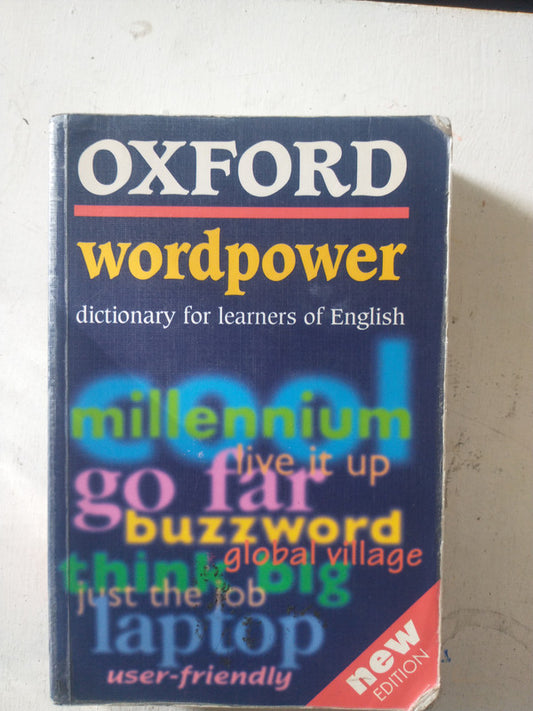 OXFORD
wordpower
dictionary for learners of English
cool
millennium
live it up
go far
buzzword
global village
think big
just the job
laptop
user-friendly
new
EDITION